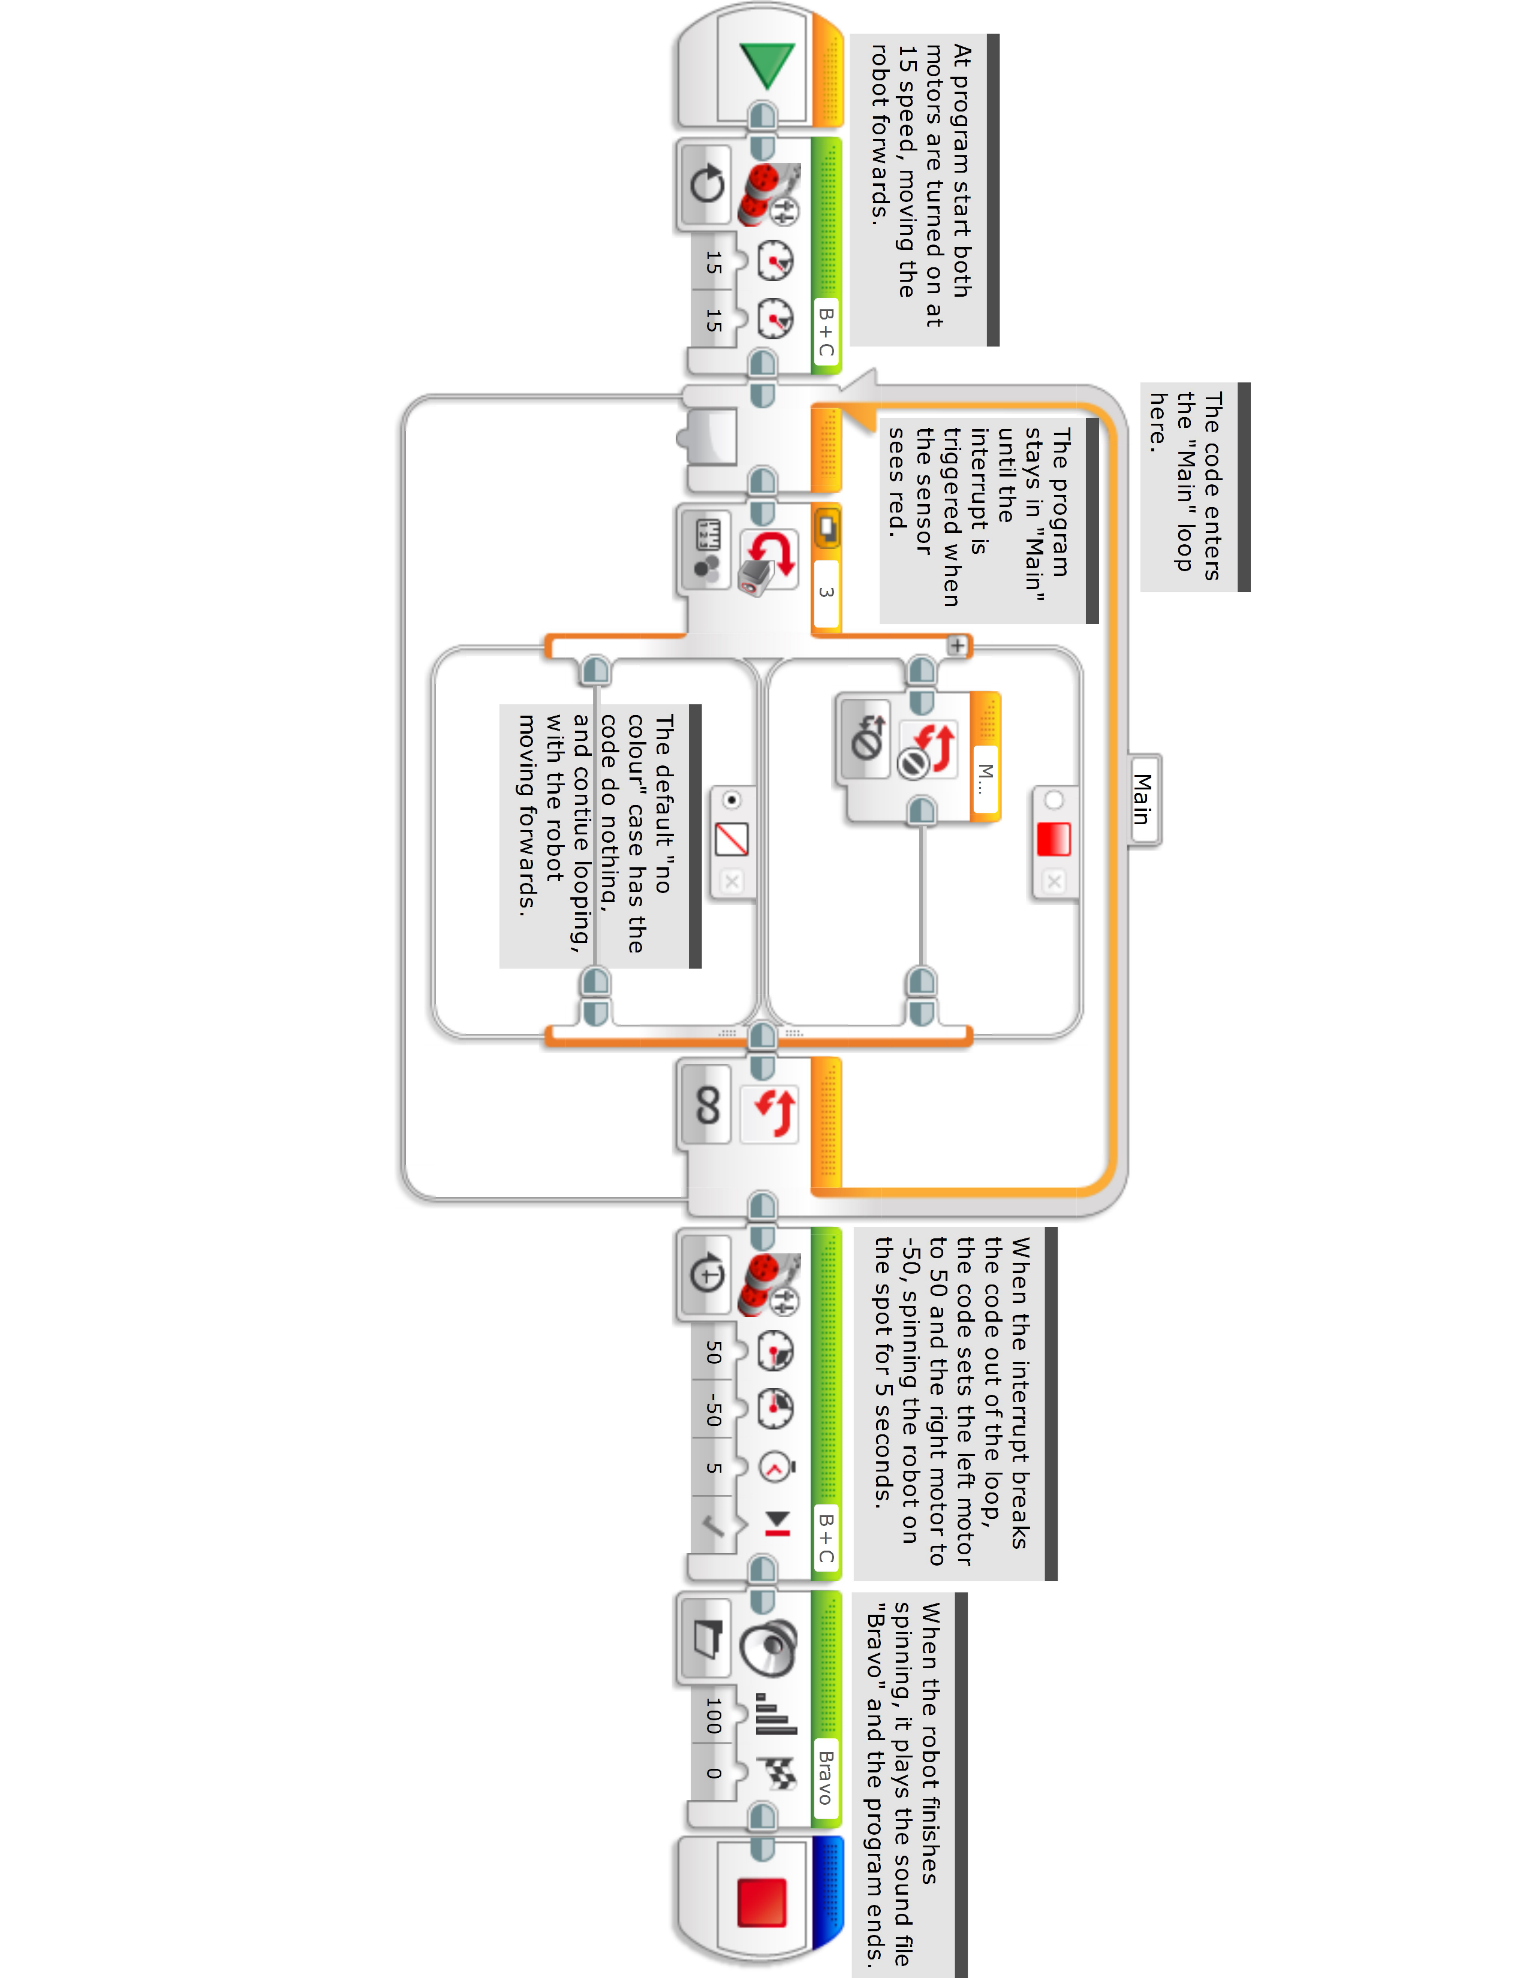 At program start both
motors are turned on at
15 speed, moving the
robot forwards.
B+C
15
15
The code enters
the "Main" loop
here.
Main
The program
stays in "Main"
until the
interrupt is
triggered when
the sensor
sees red.
3
M...
The default "no
colour" case has the
code do nothing,
and contiue looping,
with the robot
moving forwards.
When the interrupt breaks
the code out of the loop,
the code sets the left motor
to 50 and the right motor to
-50, spinning the robot on
the spot for 5 seconds.
B+C
50
-50
5
When the robot finishes
spinning, it plays the sound file
"Bravo" and the program ends.
Bravo
100
0